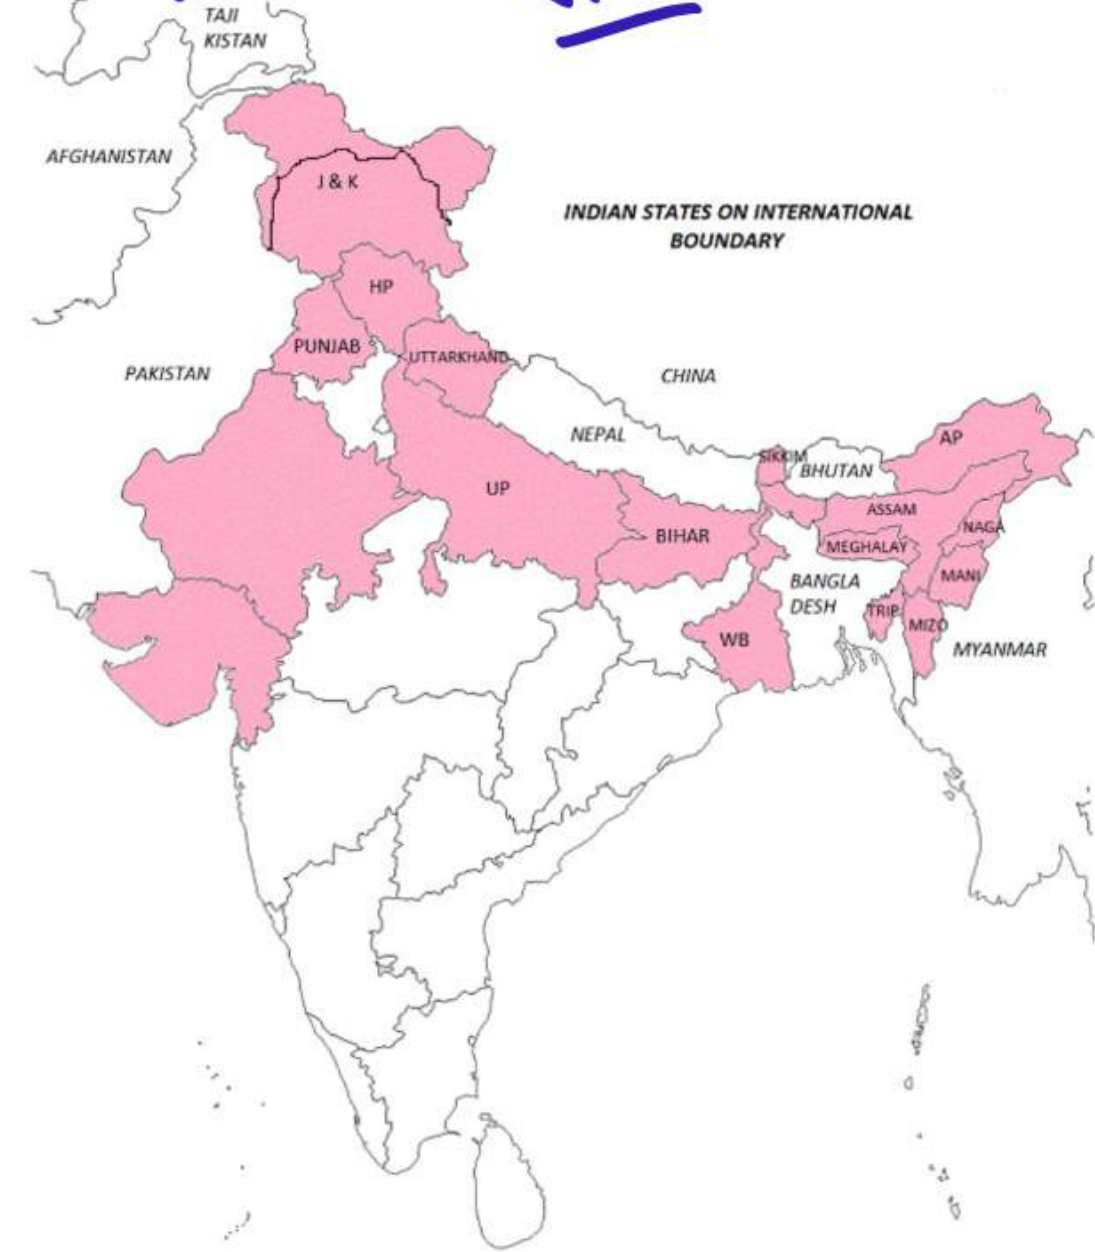 TAJI
KISTAN
AFGHANISTAN
J & K
INDIAN STATES ON INTERNATIONAL
BOUNDARY
HP
PUNJAB
UTTARKHAND
PAKISTAN
CHINA
NEPAL
AP
SIKKIM
BHUTAN
UP
ASSAM
NAGA
BIHAR
MEGHALAY
MANI
BANGLA
DESH
TRIP
MIZO
WB
MYANMAR